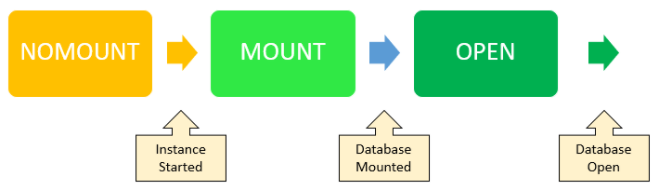 NOMOUNT
MOUNT
OPEN
Instance
Started
Database
Mounted
Database
Open